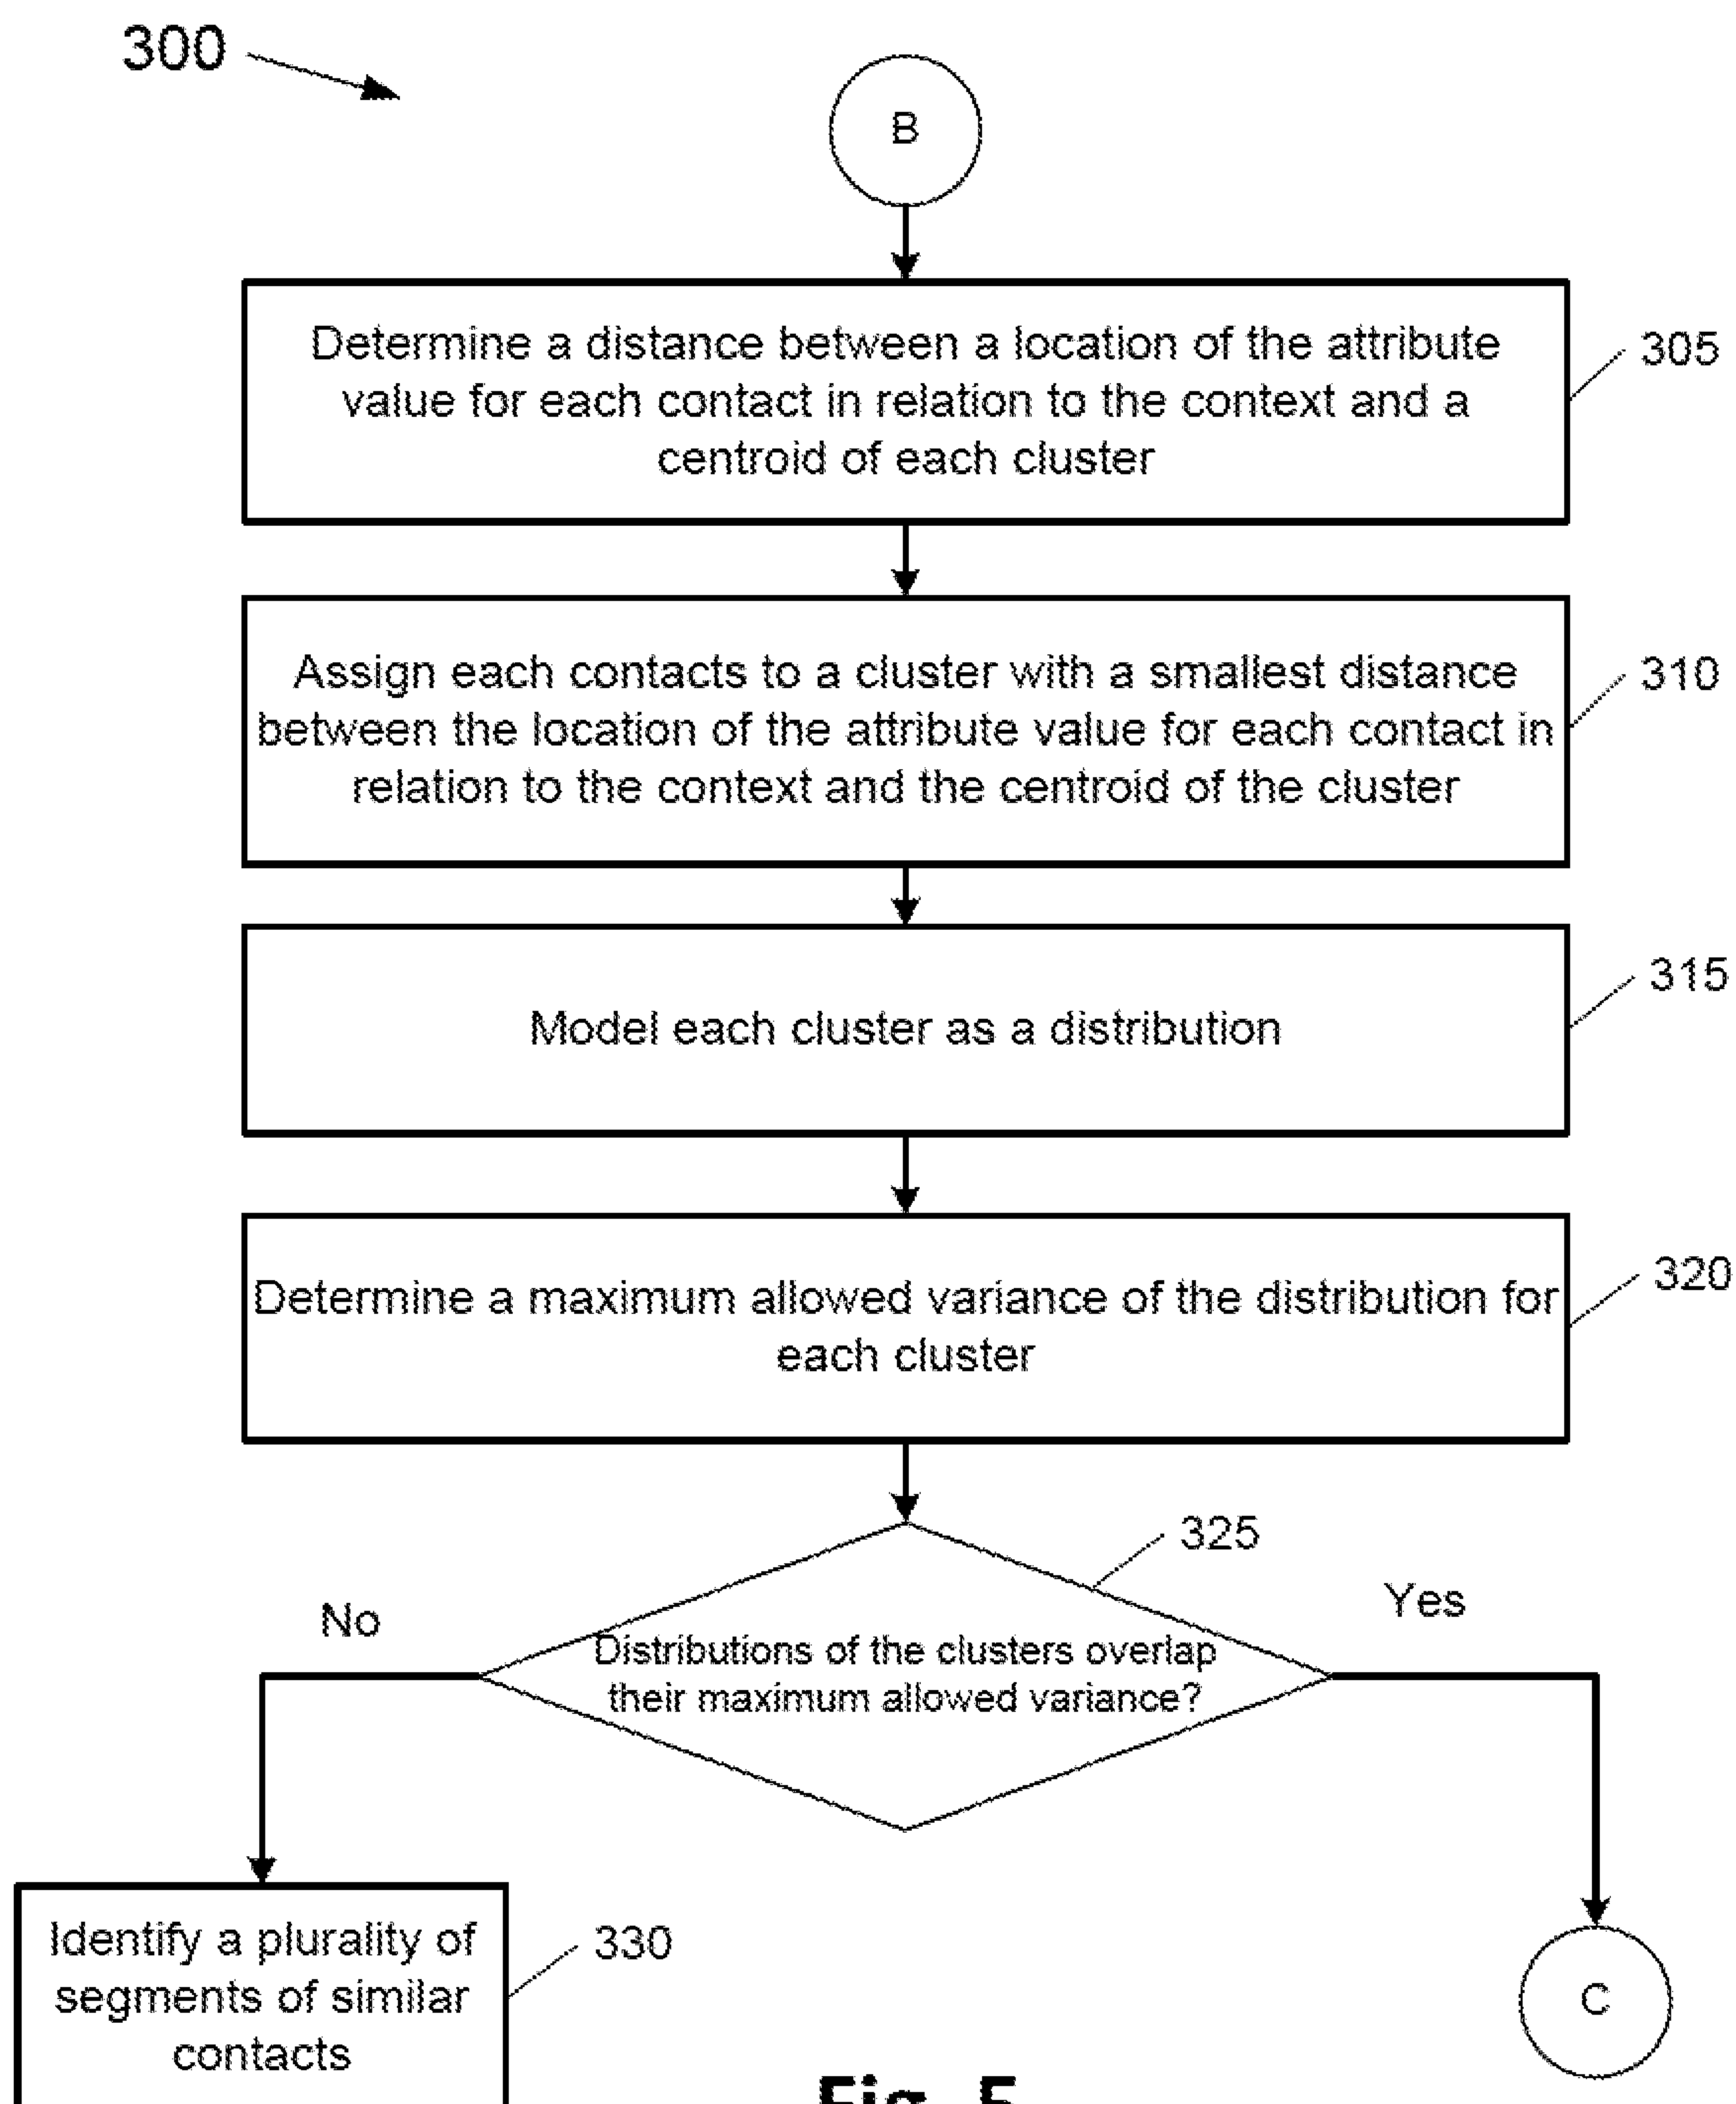 300
B
Determine a distance between a location of the attribute
value for each contact in relation to the context and a
centroid of each cluster
305
Assign each contacts to a cluster with a smallest distance
between the location of the attribute value for each contact in
relation to the context and the centroid of the cluster
310
Model each cluster as a distribution
315
Determine a maximum allowed variance of the distribution for
each cluster
320
325
No
Yes
Distributions of the clusters overlap
their maximum allowed variance?
Identify a plurality of
segments of similar
contacts
330
C
Fig. 5